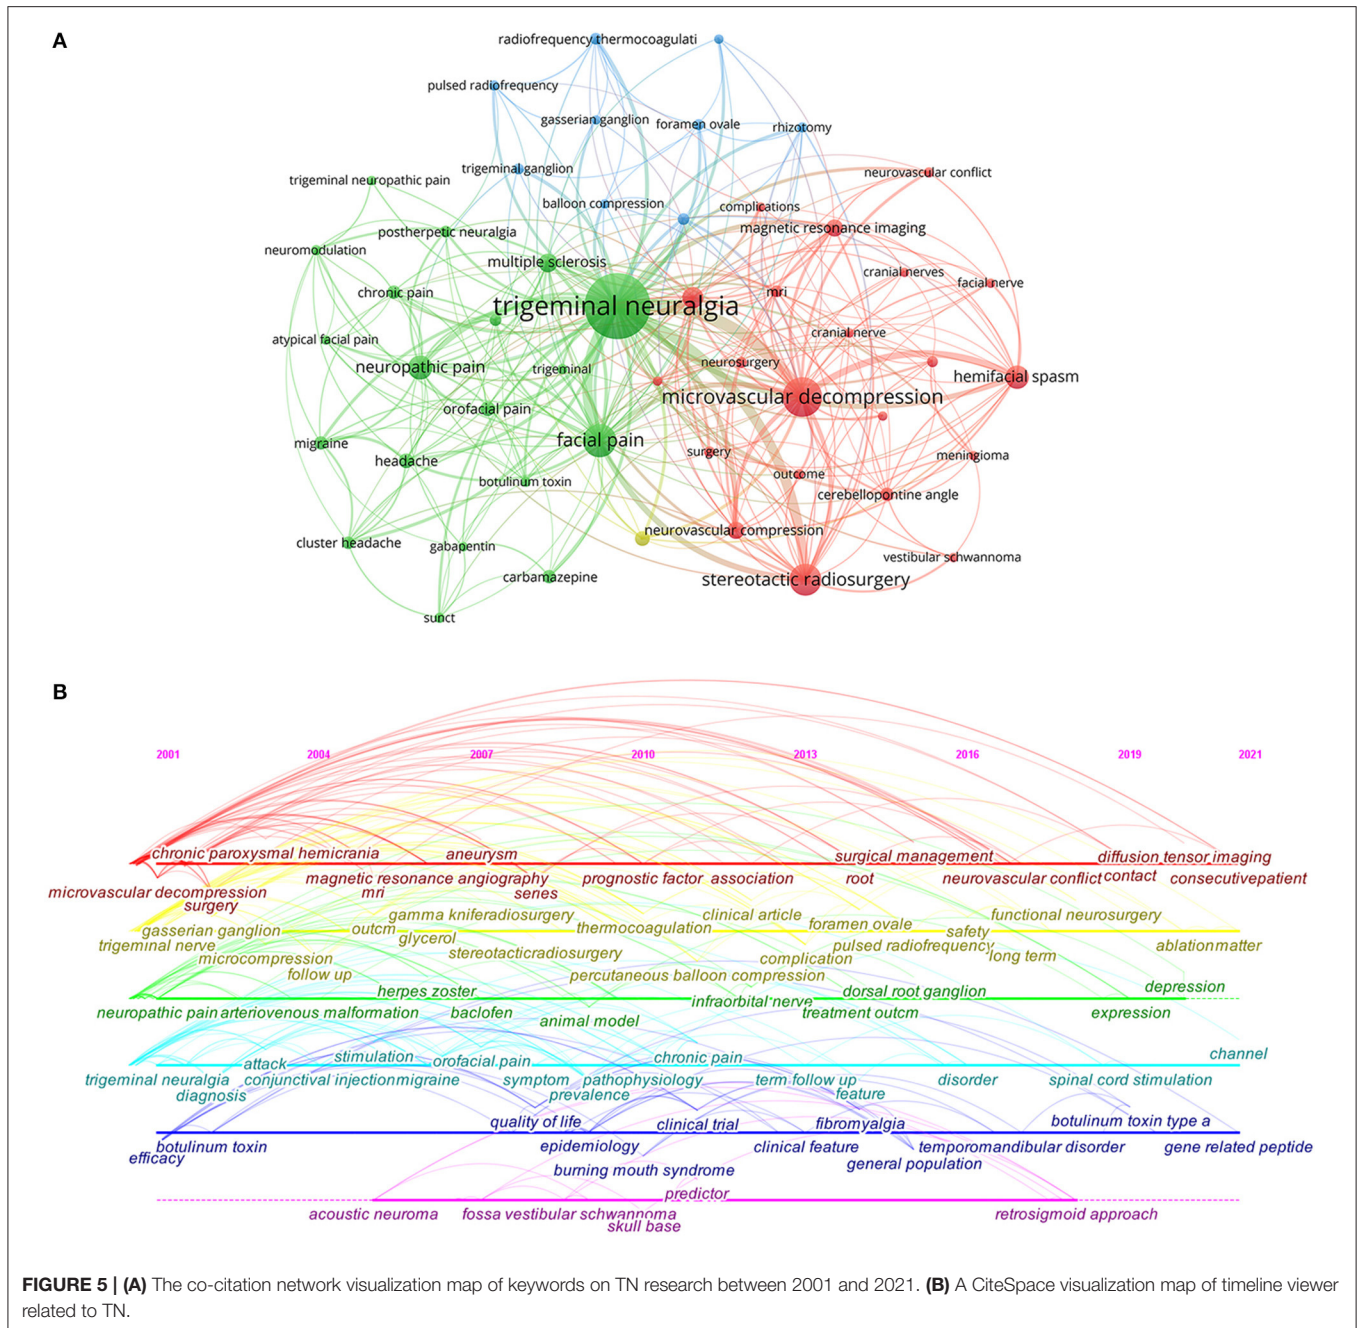 A
radiofrequency thermocoagulati
pulsed radiofrequency
gasserian ganglion
foramen ovale
rhizotomy
trigeminal ganglion
neurovascular conflict
trigeminal neuropathic pain
balloon compression
complications
postherpetic neuralgia
magnetic resonance imaging
neuromodulation
multiple sclerosis
cranial nerves
facial nerve
chronic pain
mri
trigeminal neuralgia
cranial nerve
atypical facial pain
neuropathic pain
trigeminal
neurosurgery
hemifacial spasm
microvascular decompression
orofacial pain
migraine
facial pain
surgery
meningioma
headache
outcome
botulinum toxin
cerebellopontine angle
neurovascular compression
cluster headache
gabapentin
vestibular schwannoma
carbamazepine
stereotactic radiosurgery
sunct
B
2001 2004 2007 2010 2013 2016 2019 2021
chronic paroxysmal hemicrania aneurysm surgical management diffusion tensor imaging
microvascular decompression magnetic resonance angiography prognostic factor association root neurovascular conflict contact consecutivepatient
surgery mri series
gasserian ganglion outcm gamma kniferadiosurgery thermocoagulation clinical article foramen ovale functional neurosurgery
trigeminal nerve glycerol safety ablationmatter
microcompression stereotacticradiosurgery complication pulsed radiofrequency long term
follow up percutaneous balloon compression
herpes zoster infraorbital nerve dorsal root ganglion depression
neuropathic pain arteriovenous malformation baclofen animal model treatment outcm expression
attack stimulation orofacial pain chronic pain channel
trigeminal neuralgia conjunctival injectionmigraine symptom pathophysiology term follow up disorder spinal cord stimulation
diagnosis prevalence feature
quality of life clinical trial fibromyalgia botulinum toxin type a
botulinum toxin epidemiology clinical feature temporomandibular disorder gene related peptide
efficacy burning mouth syndrome general population
predictor
acoustic neuroma fossa vestibular schwannoma retrosigmoid approach
skull base
FIGURE 5 | (A) The co-citation network visualization map of keywords on TN research between 2001 and 2021. (B) A CiteSpace visualization map of timeline viewer
related to TN.